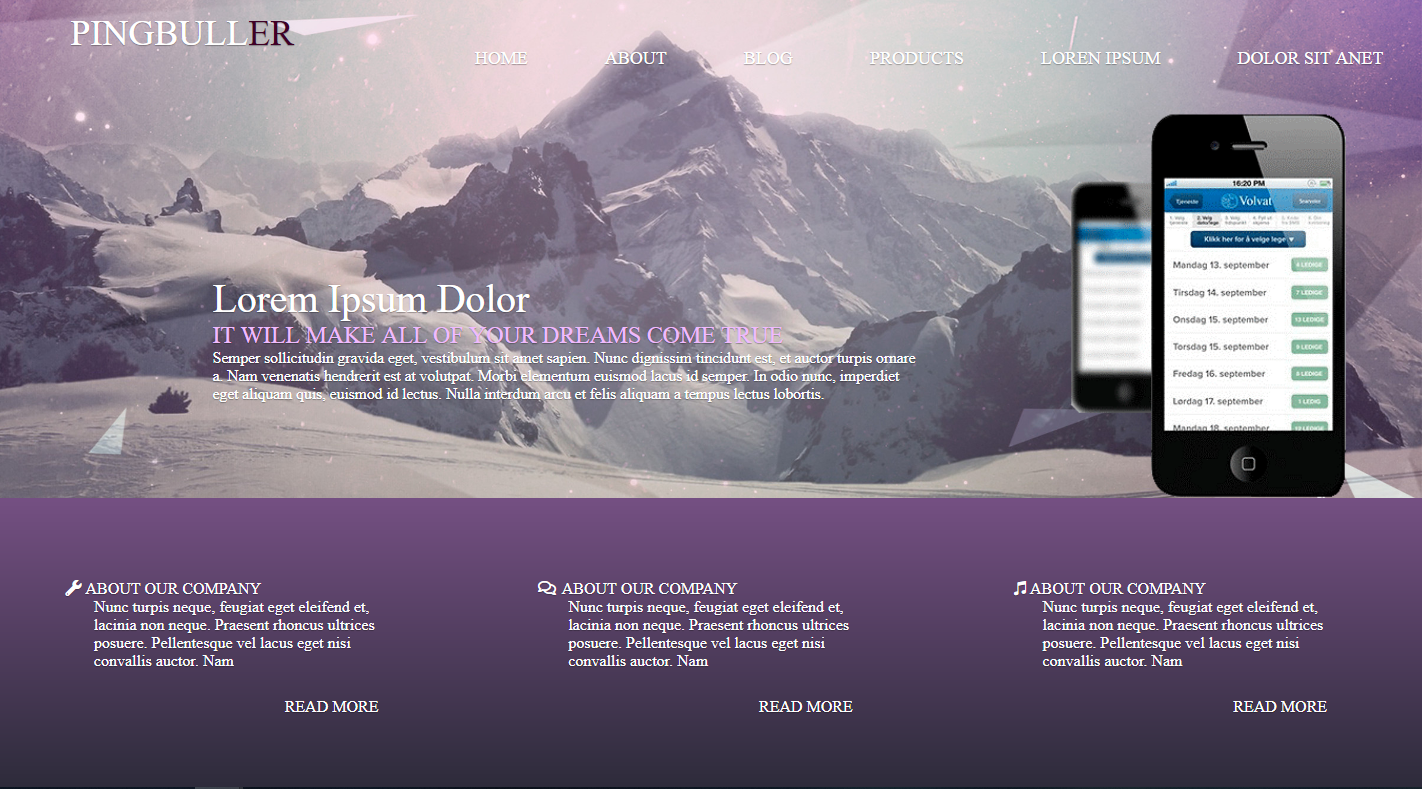 PINGBULLER
HOME ABOUT BLOG PRODUCTS LOREN IPSUM DOLOR SIT ANET
16:20 PM
Tjeneste Volvat
Klikk her for å velge lege
Mandag 13. september 4 LEDIGE
Tirsdag 14. september 7 LEDIGE
Onsdag 15. september 13 LEDIGE
Torsdag 15. september 9 LEDIGE
Fredag 16. september 8 LEDIGE
Lørdag 17. september 1 LEDIG
Mandag 18. september 12 LEDIGE
Lorem Ipsum Dolor
IT WILL MAKE ALL OF YOUR DREAMS COME TRUE
Semper sollicitudin gravida eget, vestibulum sit amet sapien. Nunc dignissim tincidunt est, et auctor turpis ornare
a. Nam venenatis hendrerit est at volutpat. Morbi elementum euismod lacus id semper. In odio nunc, imperdiet
eget aliquam quis, euismod id lectus. Nulla interdum arcu et felis aliquam a tempus lectus lobortis.
ABOUT OUR COMPANY
Nunc turpis neque, feugiat eget eleifend et,
lacinia non neque. Praesent rhoncus ultrices
posuere. Pellentesque vel lacus eget nisi
convallis auctor. Nam
READ MORE
ABOUT OUR COMPANY
Nunc turpis neque, feugiat eget eleifend et,
lacinia non neque. Praesent rhoncus ultrices
posuere. Pellentesque vel lacus eget nisi
convallis auctor. Nam
READ MORE
ABOUT OUR COMPANY
Nunc turpis neque, feugiat eget eleifend et,
lacinia non neque. Praesent rhoncus ultrices
posuere. Pellentesque vel lacus eget nisi
convallis auctor. Nam
READ MORE